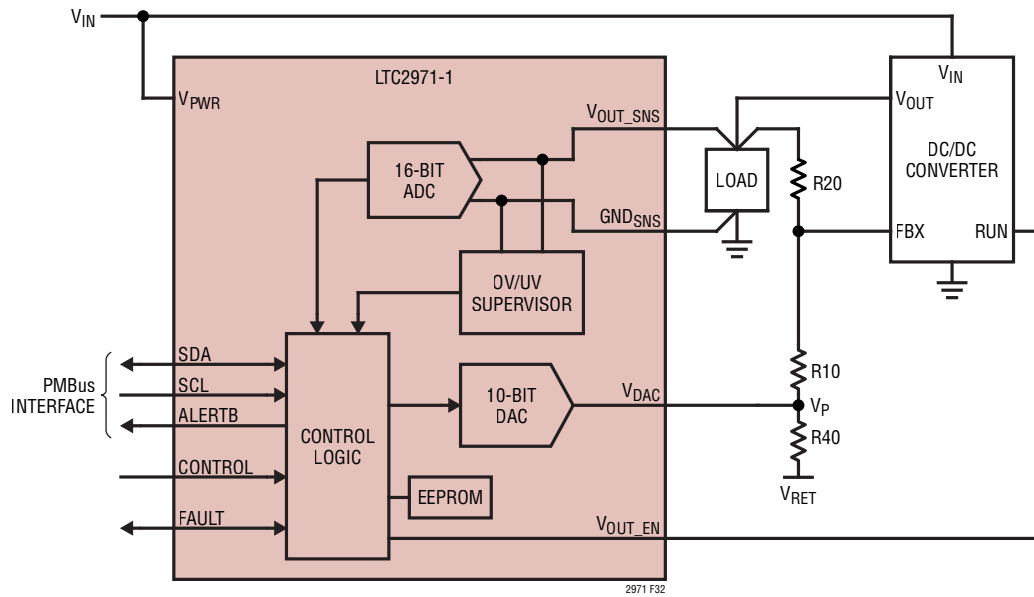 VIN
LTC2971-1
VPWR
VOUT_SNS
16-BIT
ADC
GNDSNS
OV/UV
SUPERVISOR
LOAD
R20
VIN
VOUT
DC/DC
CONVERTER
FBX
RUN
PMBus
INTERFACE
SDA
SCL
ALERTB
CONTROL
FAULT
CONTROL
LOGIC
10-BIT
DAC
VDAC
EEPROM
VOUT_EN
R10
VP
R40
VRET
2971 F32